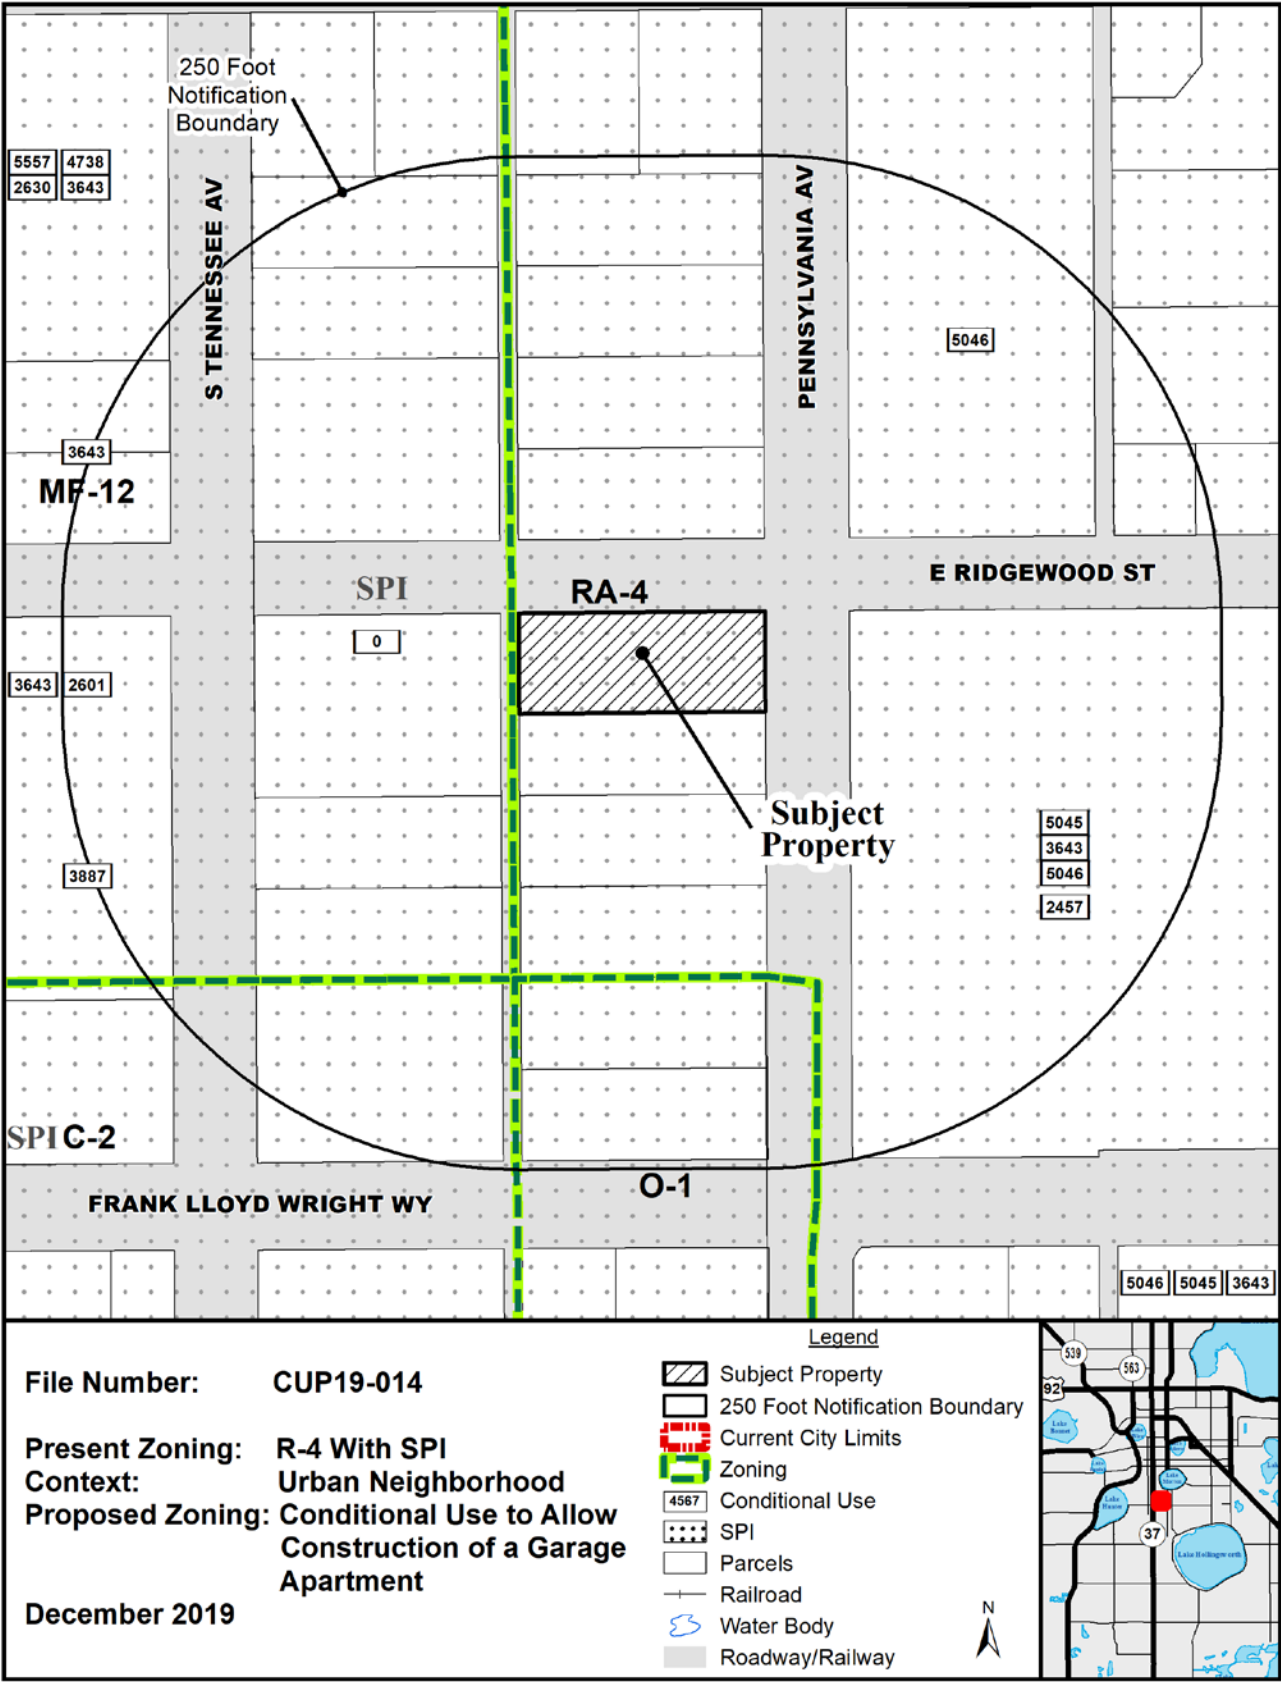 250 Foot
Notification
Boundary
5557 4738
2630 3643
S TENNESSEE AV
PENNSYLVANIA AV
5046
3643
MF-12
E RIDGEWOOD ST
SPI
RA-4
0
3643 2601
Subject
Property
5045
3643
5046
2457
3887
SPI C-2
O-1
FRANK LLOYD WRIGHT WY
5046 5045 3643
File Number: CUP19-014
Present Zoning: R-4 With SPI
Context: Urban Neighborhood
Proposed Zoning: Conditional Use to Allow
Construction of a Garage
Apartment
December 2019
Legend
Subject Property
250 Foot Notification Boundary
Current City Limits
Zoning
4567 Conditional Use
SPI
Parcels
Railroad
Water Body
Roadway/Railway
N
539
563
92
37
Lake Hollingsworth